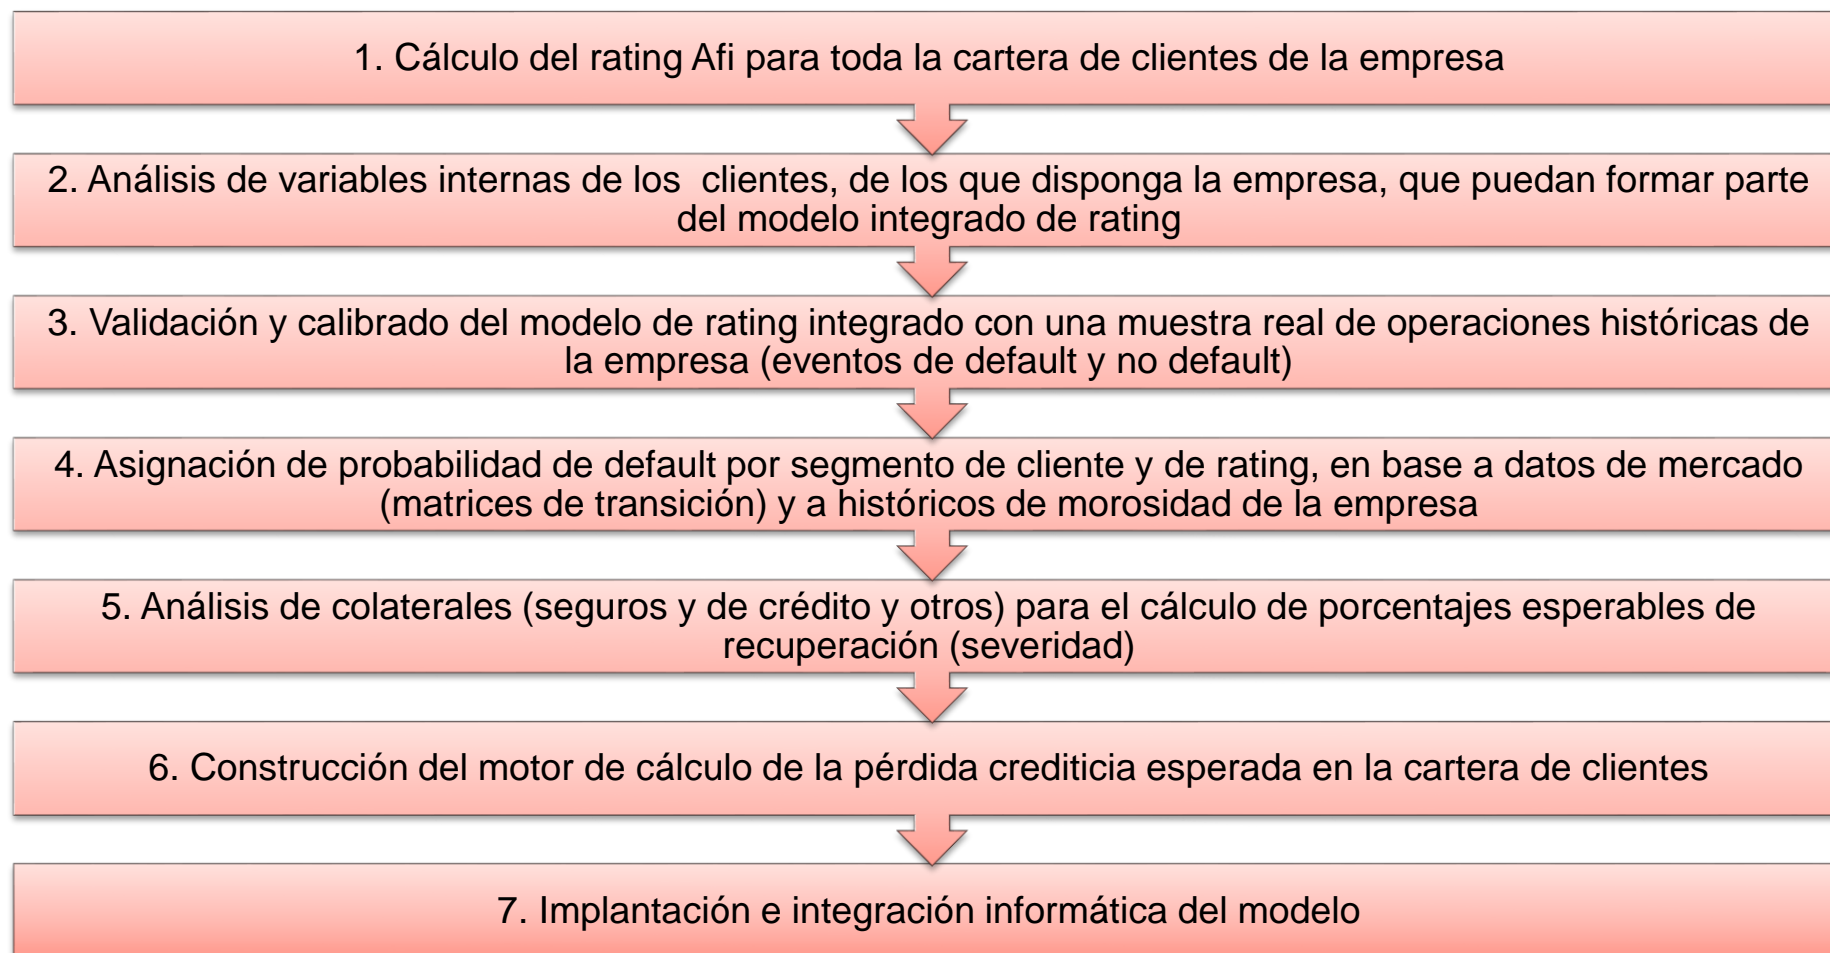 1. Cálculo del rating Afi para toda la cartera de clientes de la empresa
2. Análisis de variables internas de los  clientes, de los que disponga la empresa, que puedan formar parte
del modelo integrado de rating
3. Validación y calibrado del modelo de rating integrado con una muestra real de operaciones históricas de
la empresa (eventos de default y no default)
4. Asignación de probabilidad de default por segmento de cliente y de rating, en base a datos de mercado
(matrices de transición) y a históricos de morosidad de la empresa
5. Análisis de colaterales (seguros y de crédito y otros) para el cálculo de porcentajes esperables de
recuperación (severidad)
6. Construcción del motor de cálculo de la pérdida crediticia esperada en la cartera de clientes
7. Implantación e integración informática del modelo